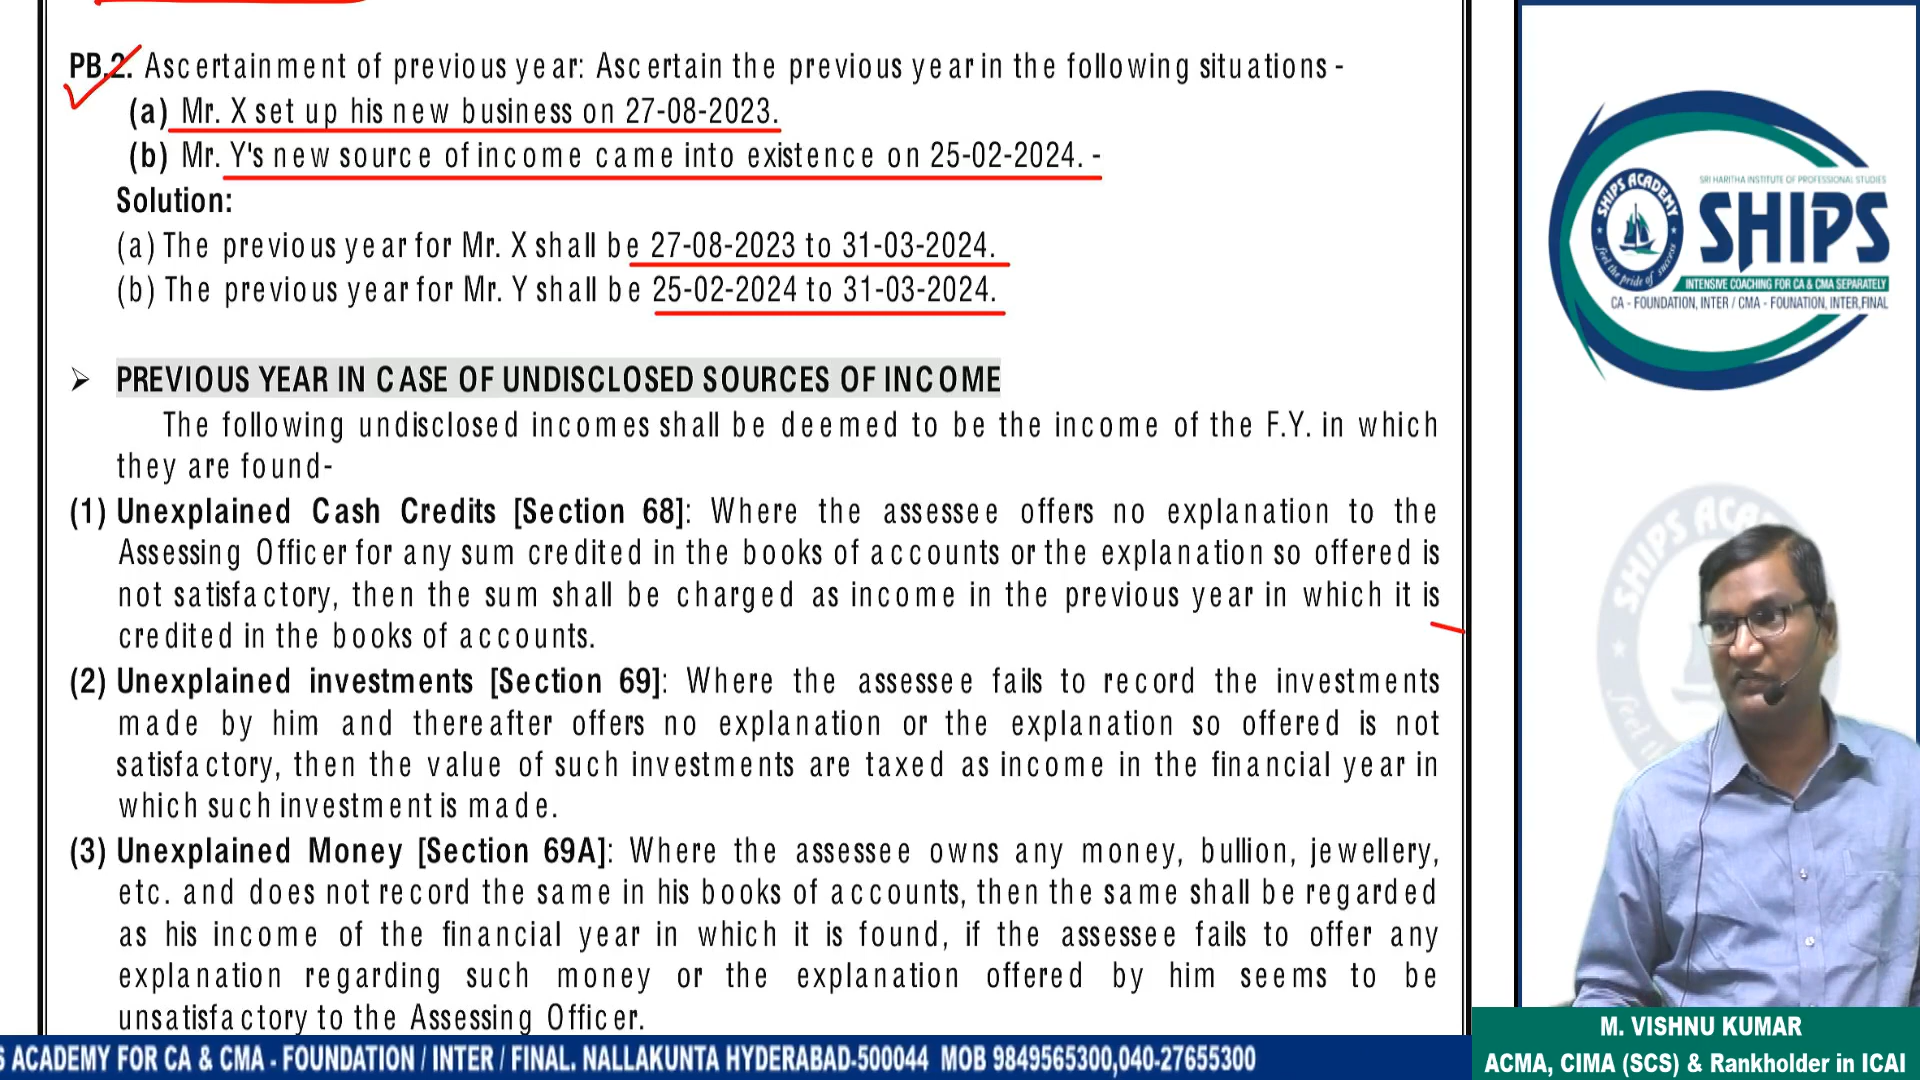 PB.2. Ascertainment of previous year: Ascertain the previous year in the following situations -
(a) Mr. X set up his new business on 27-08-2023.
(b) Mr. Y's new source of income came into existence on 25-02-2024. -
Solution:
(a) The previous year for Mr. X shall be 27-08-2023 to 31-03-2024.
(b) The previous year for Mr. Y shall be 25-02-2024 to 31-03-2024.
PREVIOUS YEAR IN CASE OF UNDISCLOSED SOURCES OF INCOME
The following undisclosed incomes shall be deemed to be the income of the F.Y. in which
they are found-
(1) Unexplained Cash Credits [Section 68]: Where the assessee offers no explanation to the
Assessing Officer for any sum credited in the books of accounts or the explanation so offered is
not satisfactory, then the sum shall be charged as income in the previous year in which it is
credited in the books of accounts.
(2) Unexplained investments [Section 69]: Where the assessee fails to record the investments
made by him and thereafter offers no explanation or the explanation so offered is not
satisfactory, then the value of such investments are taxed as income in the financial year in
which such investment is made.
(3) Unexplained Money [Section 69A]: Where the assessee owns any money, bullion, jewellery,
etc. and does not record the same in his books of accounts, then the same shall be regarded
as his income of the financial year in which it is found, if the assessee fails to offer any
explanation regarding such money or the explanation offered by him seems to be
unsatisfactory to the Assessing Officer.
S ACADEMY FOR CA & CMA - FOUNDATION / INTER / FINAL. NALLAKUNTA HYDERABAD-500044 MOB 9849565300,040-27655300
SRI HARITHA INSTITUTE OF PROFESSIONAL STUDIES
SHIPS ACADEMY
feel the pride of success
SHIPS
INTENSIVE COACHING FOR CA & CMA SEPARATELY
CA - FOUNDATION, INTER / CMA - FOUNATION, INTER,FINAL
SHIPS ACA
feel th
M. VISHNU KUMAR
ACMA, CIMA (SCS) & Rankholder in ICAI